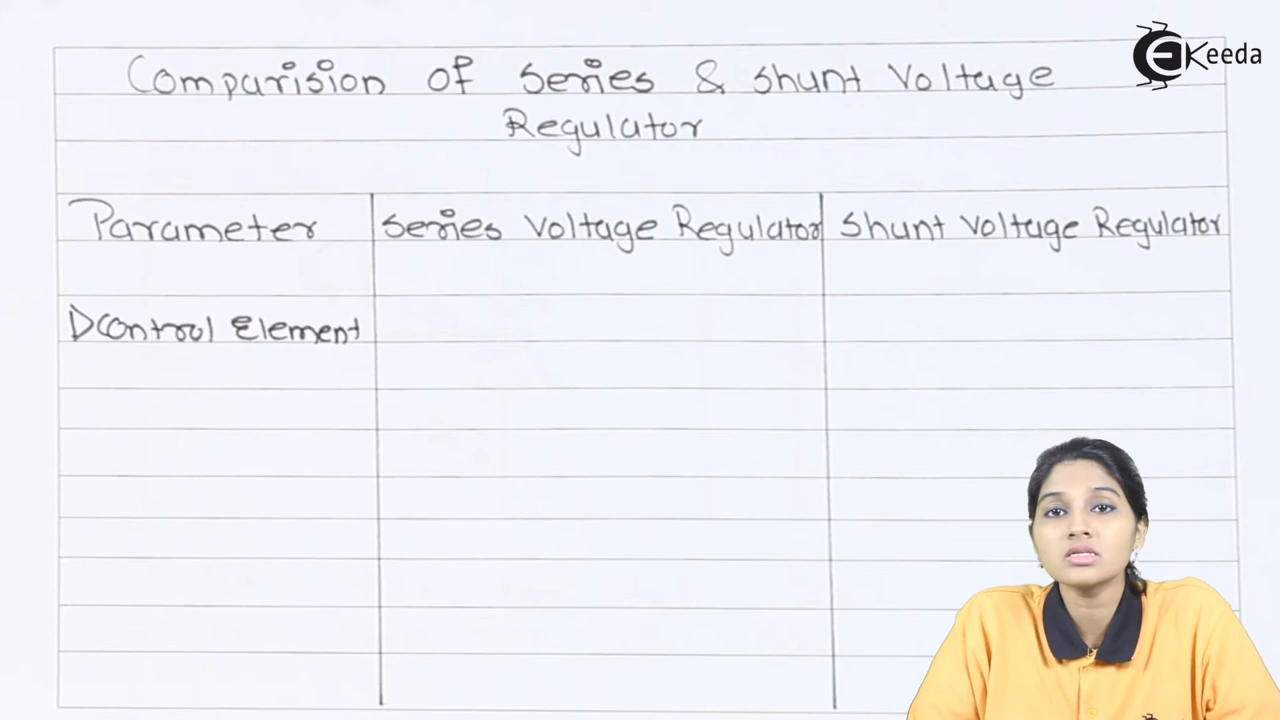 EKeeda
Comparision of Series & Shunt Voltage
Regulator
Parameter Series Voltage Regulator Shunt Voltage Regulator
1) Control Element